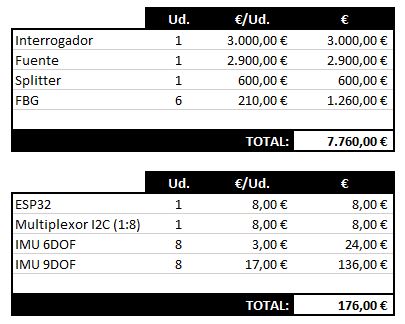 Ud. €/Ud. €
Interrogador 1 3.000,00 € 3.000,00 €
Fuente 1 2.900,00 € 2.900,00 €
Splitter 1 600,00 € 600,00 €
FBG 6 210,00 € 1.260,00 €
TOTAL: 7.760,00 €
Ud. €/Ud. €
ESP32 1 8,00 € 8,00 €
Multiplexor I2C (1:8) 1 8,00 € 8,00 €
IMU 6DOF 8 3,00 € 24,00 €
IMU 9DOF 8 17,00 € 136,00 €
TOTAL: 176,00 €